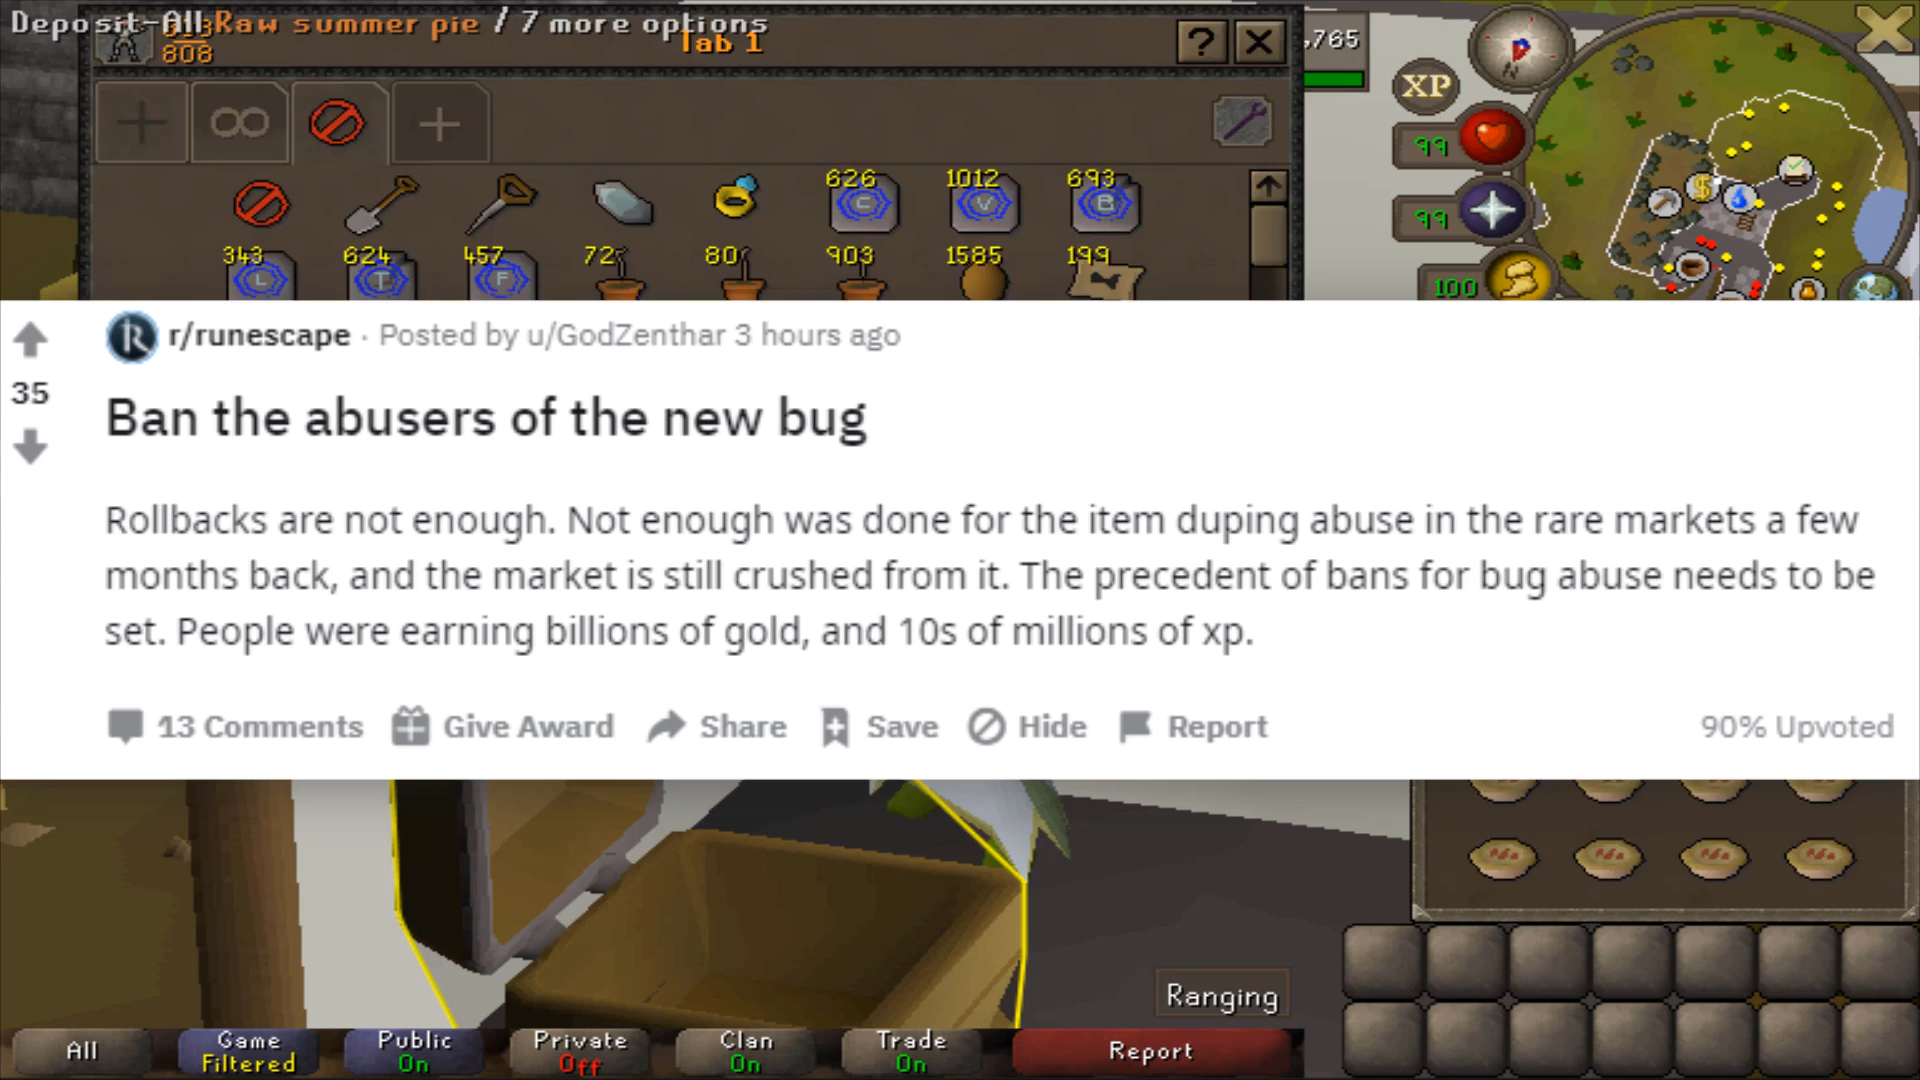 Deposit-All Raw summer pie / 7 more options
808
Tab 1
?
,765
XP
N
99
626
1012
693
C
V
B
99
343
624
457
72
80
903
1585
199
L
T
F
100
r/runescape · Posted by u/GodZenthar 3 hours ago
35
Ban the abusers of the new bug
Rollbacks are not enough. Not enough was done for the item duping abuse in the rare markets a few
months back, and the market is still crushed from it. The precedent of bans for bug abuse needs to be
set. People were earning billions of gold, and 10s of millions of xp.
13 Comments Give Award Share Save Hide Report 90% Upvoted
Ranging
All
Game
Filtered
Public
On
Private
Off
Clan
On
Trade
On
Report